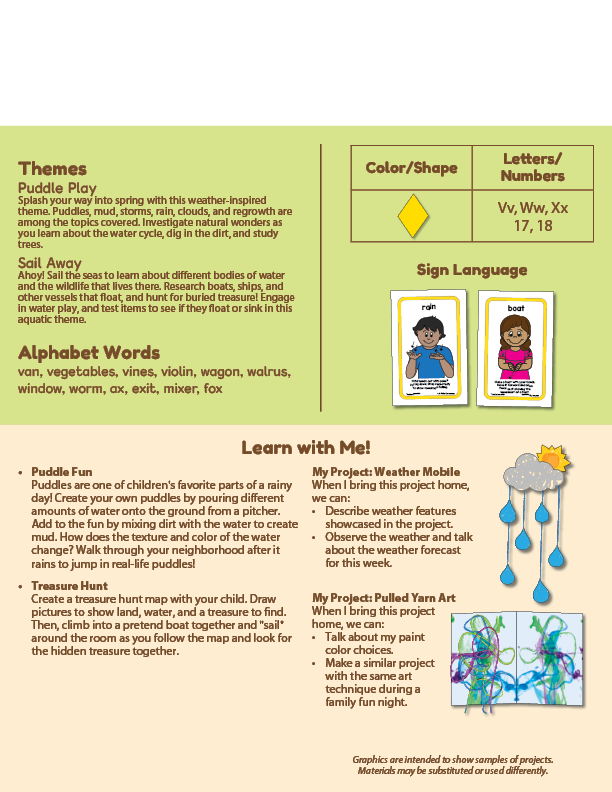 Themes
Puddle Play
Splash your way into spring with this weather-inspired
theme. Puddles, mud, storms, rain, clouds, and regrowth are
among the topics covered. Investigate natural wonders as
you learn about the water cycle, dig in the dirt, and study
trees.
Sail Away
Ahoy! Sail the seas to learn about different bodies of water
and the wildlife that lives there. Research boats, ships, and
other vessels that float, and hunt for buried treasure! Engage
in water play, and test items to see if they float or sink in this
aquatic theme.
Alphabet Words
van, vegetables, vines, violin, wagon, walrus,
window, worm, ax, exit, mixer, fox
Color/Shape
Letters/
Numbers
Vv, Ww, Xx
17, 18
Sign Language
rain
boat
Learn with Me!
• Puddle Fun
Puddles are one of children's favorite parts of a rainy
day! Create your own puddles by pouring different
amounts of water onto the ground from a pitcher.
Add to the fun by mixing dirt with the water to create
mud. How does the texture and color of the water
change? Walk through your neighborhood after it
rains to jump in real-life puddles!
• Treasure Hunt
Create a treasure hunt map with your child. Draw
pictures to show land, water, and a treasure to find.
Then, climb into a pretend boat together and "sail"
around the room as you follow the map and look for
the hidden treasure together.
My Project: Weather Mobile
When I bring this project home,
we can:
• Describe weather features
showcased in the project.
• Observe the weather and talk
about the weather forecast
for this week.
My Project: Pulled Yarn Art
When I bring this project
home, we can:
• Talk about my paint
color choices.
• Make a similar project
with the same art
technique during a
family fun night.
Graphics are intended to show samples of projects.
Materials may be substituted or used differently.